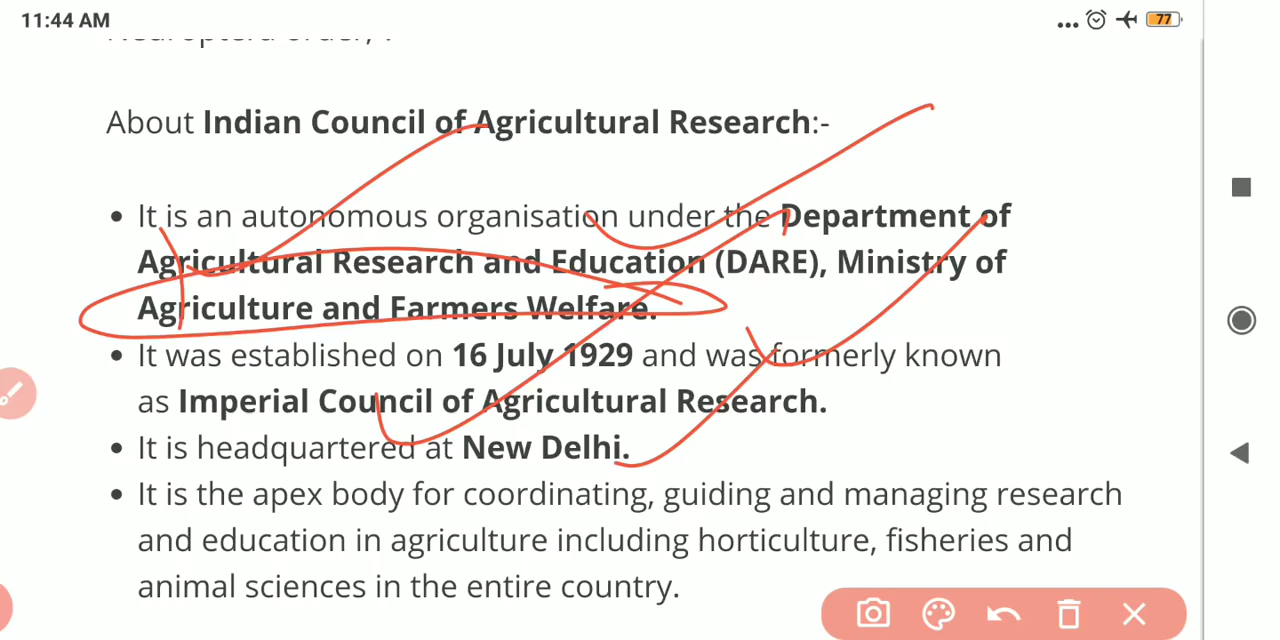 11:44 AM
77
About Indian Council of Agricultural Research:-
• It is an autonomous organisation under the Department of
Agricultural Research and Education (DARE), Ministry of
Agriculture and Farmers Welfare.
• It was established on 16 July 1929 and was formerly known
as Imperial Council of Agricultural Research.
• It is headquartered at New Delhi.
• It is the apex body for coordinating, guiding and managing research
and education in agriculture including horticulture, fisheries and
animal sciences in the entire country.